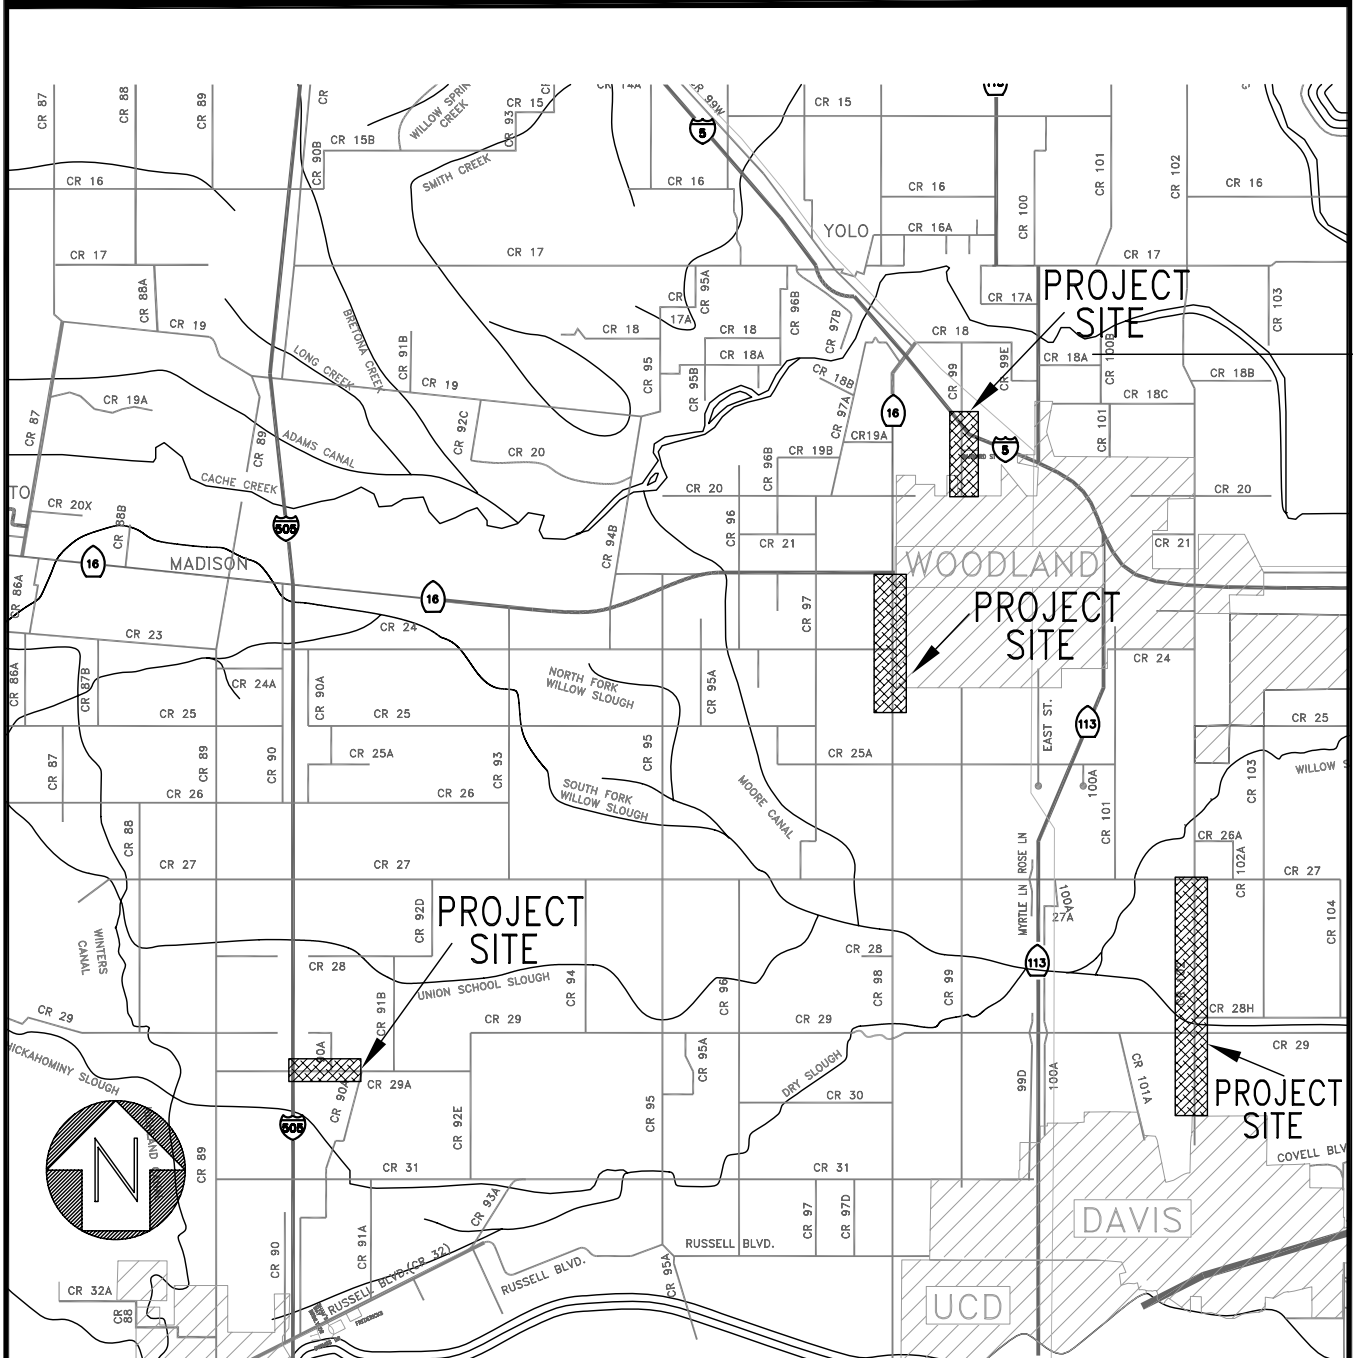 CR 87
CR 88
CR 89
CR
CR 90B
CR 15B
WILLOW SPRIN
CREEK
CR 15
CR 93
SMITH CREEK
CR 99W
5
CR 15
CR 16
CR 16
CR 16
CR 16
CR 100
CR 101
CR 102
YOLO
CR 16A
CR 17
CR 17
CR 17
CR 88A
CR 19
CR 95A
CR
17A
CR 96B
CR 97B
CR 17A
PROJECT
SITE
CR 103
BRETONA CREEK
LONG CREEK
CR 91B
CR 18
CR 18
CR 18
CR 18A
CR 95
CR 95B
CR 18B
CR 97A
CR 99
CR 99E
CR 18A
CR 100B
CR 18B
CR 18C
CR 101
CR 87
CR 19A
CR 89
CR 19
CR 92C
ADAMS CANAL
CACHE CREEK
CR 20
16
CR19A
CR 19B
CR 96B
5
TO
CR 20X
CR 88B
505
CR 20
CR 20
CR 96
CR 94B
CR 21
CR 21
16
MADISON
CR 86A
16
WOODLAND
PROJECT
SITE
CR 97
CR 23
CR 24
CR 24
CR 86A
CR 87B
CR 24A
CR 90A
NORTH FORK
WILLOW SLOUGH
CR 95A
CR 25
CR 25
CR 25
EAST ST.
113
CR 87
CR 89
CR 90
CR 25A
CR 93
CR 95
CR 25A
WILLOW S
CR 103
CR 26
CR 26
SOUTH FORK
WILLOW SLOUGH
MOORE CANAL
100A
CR 101
CR 88
CR 26A
CR 102A
CR 27
CR 27
CR 27
MYRTLE LN
ROSE LN
100A
27A
CR 104
PROJECT
SITE
CR 92D
WINTERS
CANAL
CR 28
CR 28
113
UNION SCHOOL SLOUGH
CR 91B
CR 94
CR 96
CR 98
CR 99
CR 28H
CR 29
CR 29
CR 29
CR 29
HICKAHOMINY SLOUGH
90A
CR 29A
CR 90A
CR 95A
DRY SLOUGH
99D
100A
CR 101A
PROJECT
SITE
CR 30
CR 92E
CR 95
505
N
CR 89
CR 31
CR 31
COVELL BLV
CR 93A
CR 97
CR 97D
DAVIS
CR 90
CR 91A
RUSSELL BLVD.
RUSSELL BLVD.(CR 32)
RUSSELL BLVD.
CR 95A
CR 32A
CR
88
FREDERICKS
UCD